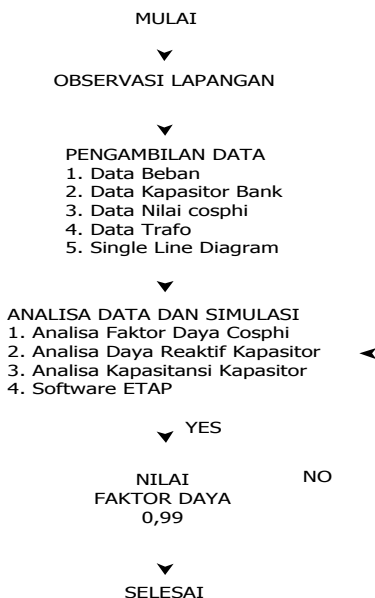 MULAI
OBSERVASI LAPANGAN
PENGAMBILAN DATA
1. Data Beban
2. Data Kapasitor Bank
3. Data Nilai cosphi
4. Data Trafo
5. Single Line Diagram
ANALISA DATA DAN SIMULASI
1. Analisa Faktor Daya Cosphi
2. Analisa Daya Reaktif Kapasitor
3. Analisa Kapasitansi Kapasitor
4. Software ETAP
YES
NILAI
FAKTOR DAYA
0,99
NO
SELESAI